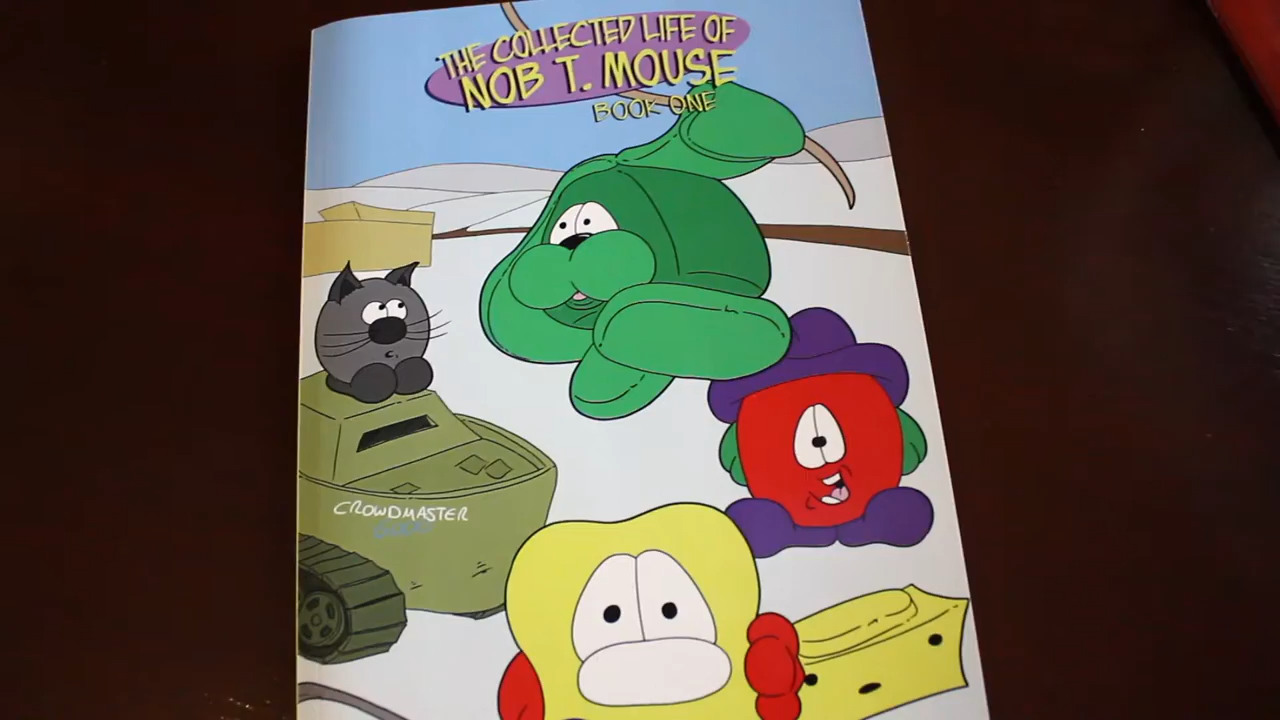 THE COLLECTED LIFE OF
NOB T. MOUSE
BOOK ONE
CROWDMASTER